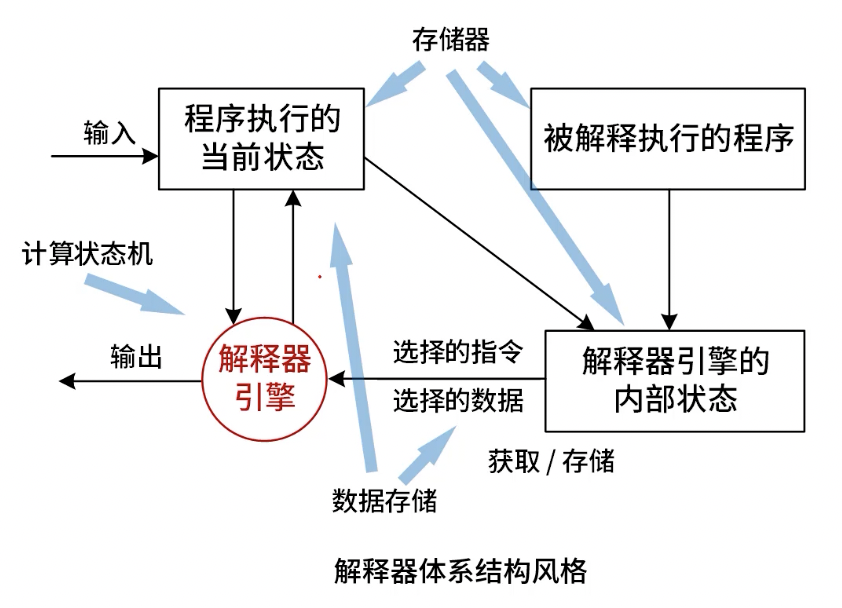 存储器
程序执行的
当前状态
被解释执行的程序
输入
计算状态机
输出
解释器
引擎
选择的指令
选择的数据
解释器引擎的
内部状态
获取 / 存储
数据存储
解释器体系结构风格